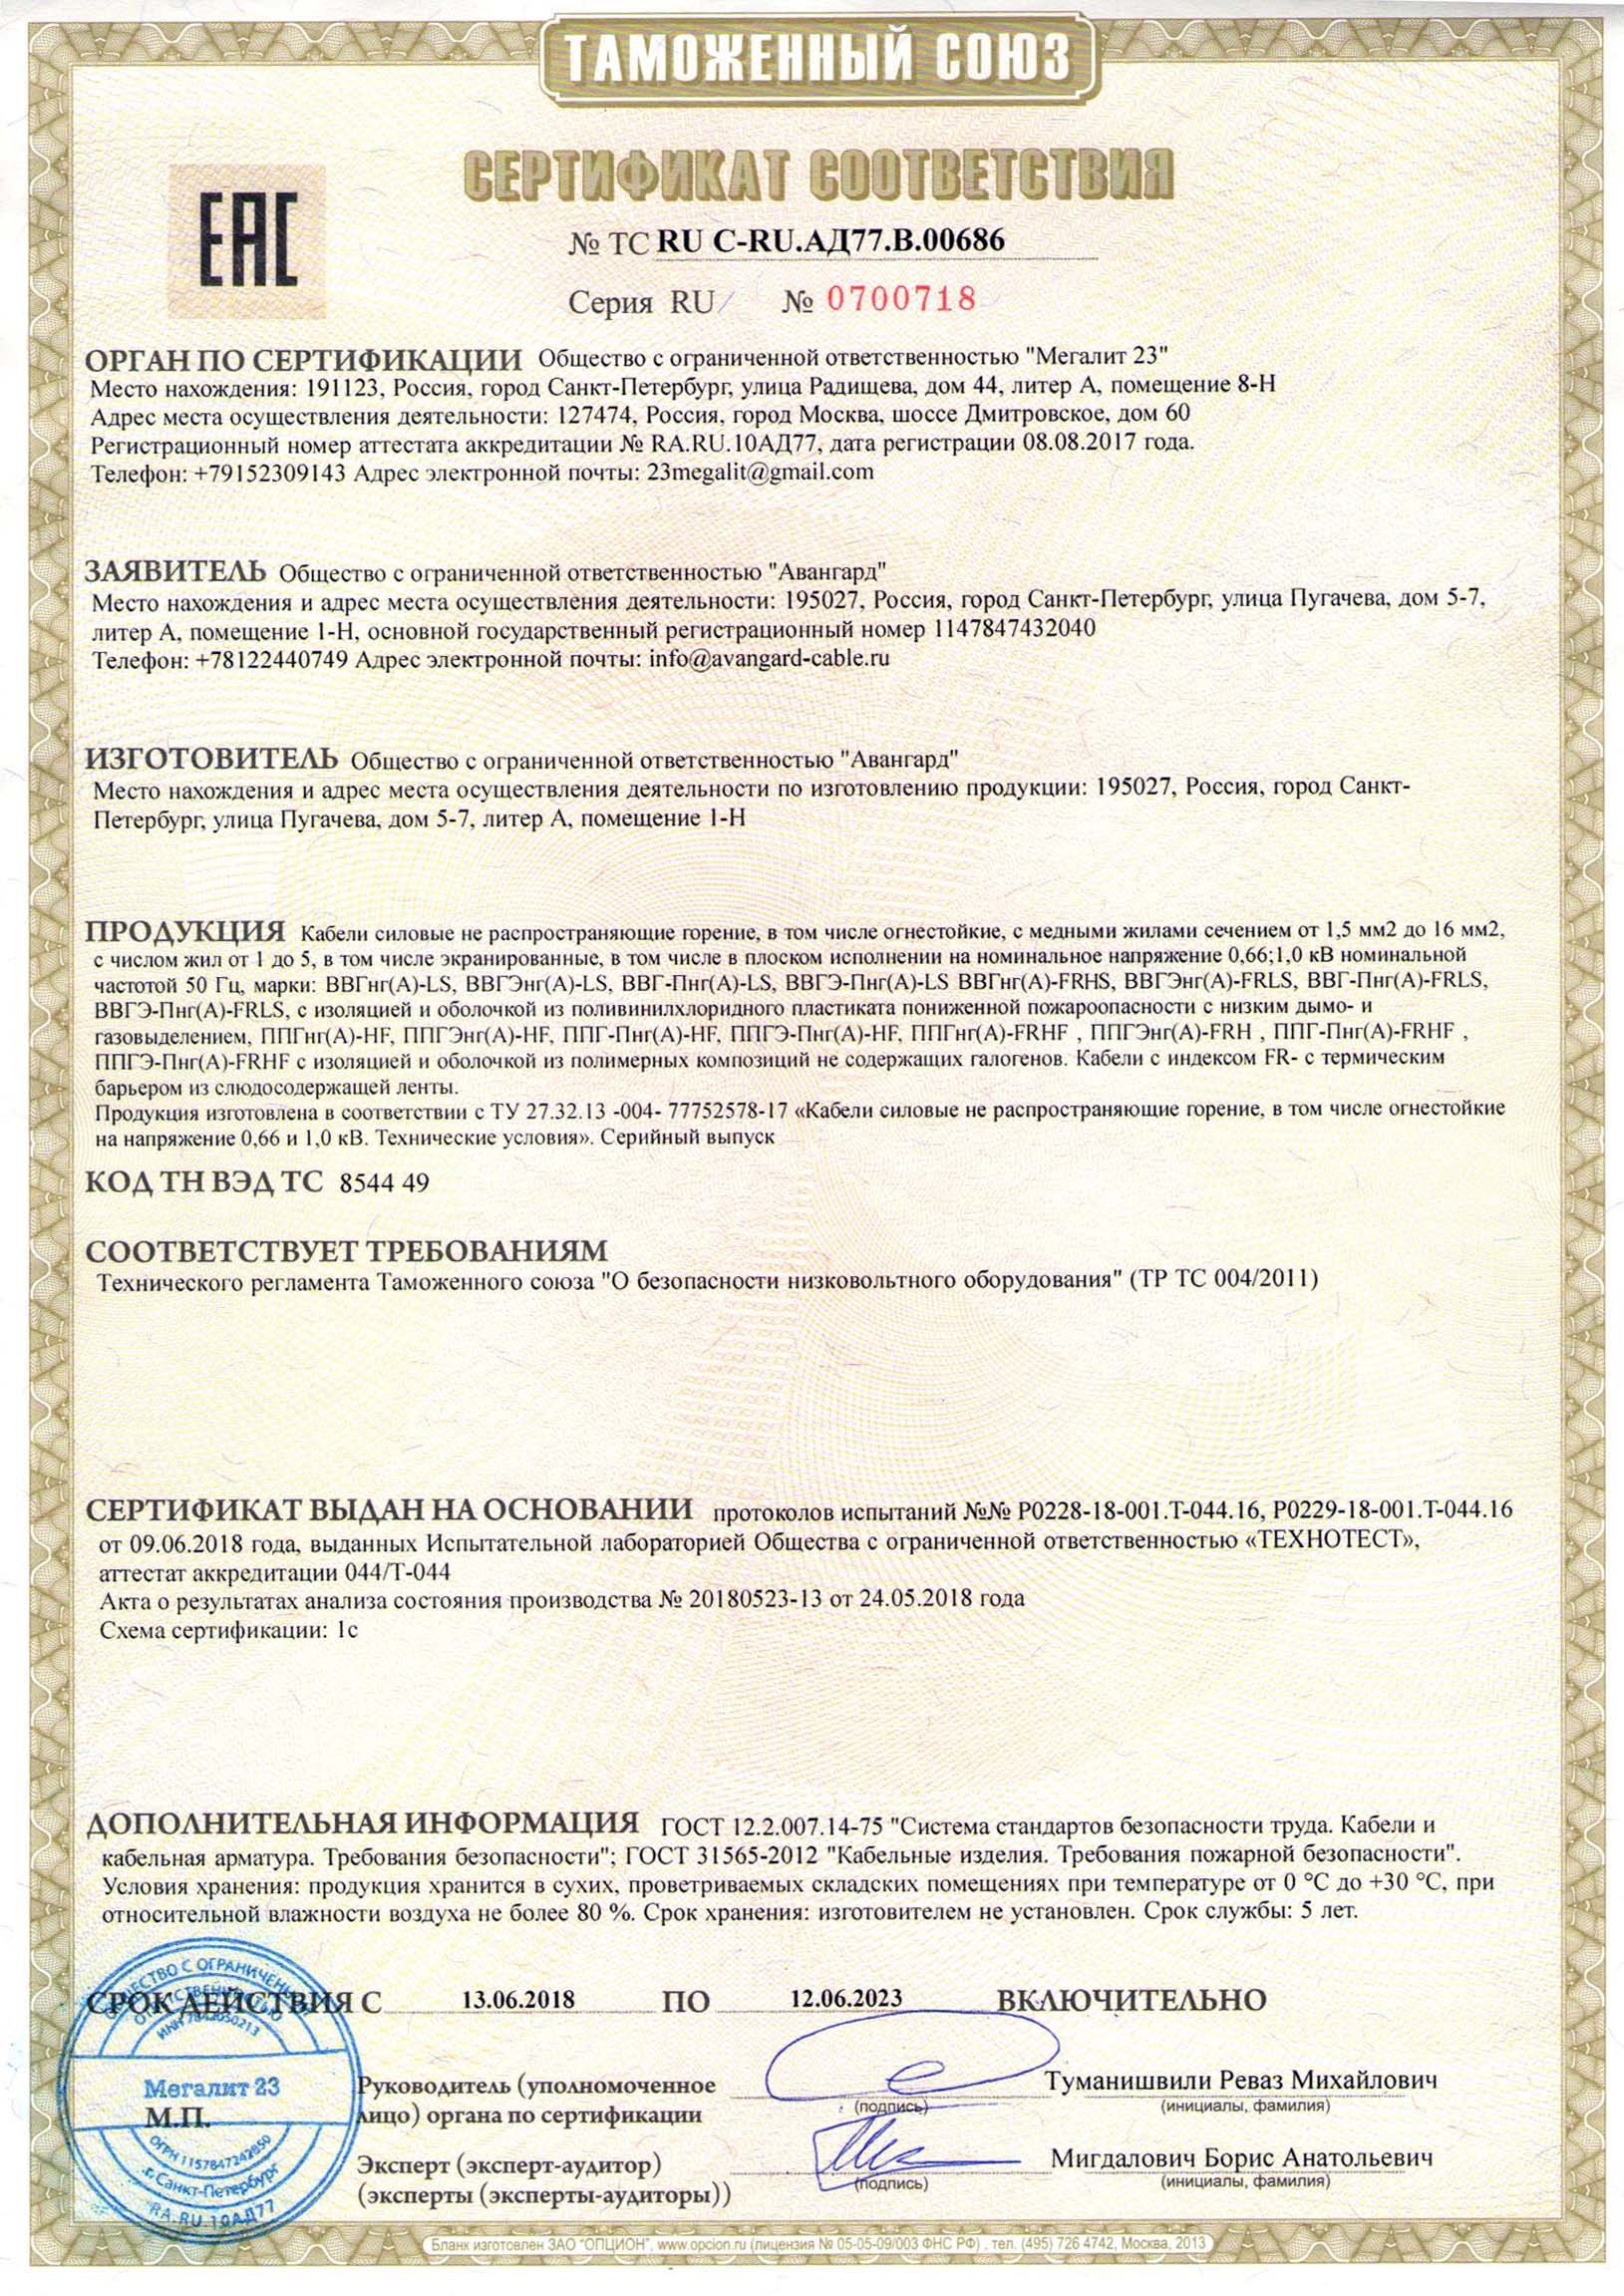 ТАМОЖЕННЫЙ СОЮЗ
СЕРТИФИКАТ СООТВЕТСТВИЯ
ЕАС
№ ТС RU C-RU.АД77.В.00686
Серия RU № 0700718
ОРГАН ПО СЕРТИФИКАЦИИ Общество с ограниченной ответственностью "Мегалит 23"
Место нахождения: 191123, Россия, город Санкт-Петербург, улица Радищева, дом 44, литер А, помещение 8-Н
Адрес места осуществления деятельности: 127474, Россия, город Москва, шоссе Дмитровское, дом 60
Регистрационный номер аттестата аккредитации № RA.RU.10АД77, дата регистрации 08.08.2017 года.
Телефон: +79152309143 Адрес электронной почты: 23megalit@gmail.com
ЗАЯВИТЕЛЬ Общество с ограниченной ответственностью "Авангард"
Место нахождения и адрес места осуществления деятельности: 195027, Россия, город Санкт-Петербург, улица Пугачева, дом 5-7,
литер А, помещение 1-Н, основной государственный регистрационный номер 1147847432040
Телефон: +78122440749 Адрес электронной почты: info@avangard-cable.ru
ИЗГОТОВИТЕЛЬ Общество с ограниченной ответственностью "Авангард"
Место нахождения и адрес места осуществления деятельности по изготовлению продукции: 195027, Россия, город Санкт-
Петербург, улица Пугачева, дом 5-7, литер А, помещение 1-Н
ПРОДУКЦИЯ Кабели силовые не распространяющие горение, в том числе огнестойкие, с медными жилами сечением от 1,5 мм2 до 16 мм2,
с числом жил от 1 до 5, в том числе экранированные, в том числе в плоском исполнении на номинальное напряжение 0,66;1,0 кВ номинальной
частотой 50 Гц, марки: ВВГнг(А)-LS, ВВГЭнг(А)-LS, ВВГ-Пнг(А)-LS, ВВГЭ-Пнг(А)-LS ВВГнг(А)-FRHS, ВВГЭнг(А)-FRLS, ВВГ-Пнг(А)-FRLS,
ВВГЭ-Пнг(А)-FRLS, с изоляцией и оболочкой из поливинилхлоридного пластиката пониженной пожароопасности с низким дымо- и
газовыделением, ППГнг(А)-HF, ППГЭнг(А)-HF, ППГ-Пнг(А)-HF, ППГЭ-Пнг(А)-HF, ППГнг(А)-FRHF , ППГЭнг(А)-FRH , ППГ-Пнг(А)-FRHF ,
ППГЭ-Пнг(А)-FRHF с изоляцией и оболочкой из полимерных композиций не содержащих галогенов. Кабели с индексом FR- с термическим
барьером из слюдосодержащей ленты.
Продукция изготовлена в соответствии с ТУ 27.32.13 -004- 77752578-17 «Кабели силовые не распространяющие горение, в том числе огнестойкие
на напряжение 0,66 и 1,0 кВ. Технические условия». Серийный выпуск
КОД ТН ВЭД ТС 8544 49
СООТВЕТСТВУЕТ ТРЕБОВАНИЯМ
Технического регламента Таможенного союза "О безопасности низковольтного оборудования" (ТР ТС 004/2011)
СЕРТИФИКАТ ВЫДАН НА ОСНОВАНИИ протоколов испытаний №№ Р0228-18-001.Т-044.16, Р0229-18-001.Т-044.16
от 09.06.2018 года, выданных Испытательной лабораторией Общества с ограниченной ответственностью «ТЕХНОТЕСТ»,
аттестат аккредитации 044/Т-044
Акта о результатах анализа состояния производства № 20180523-13 от 24.05.2018 года
Схема сертификации: 1с
ДОПОЛНИТЕЛЬНАЯ ИНФОРМАЦИЯ ГОСТ 12.2.007.14-75 "Система стандартов безопасности труда. Кабели и
кабельная арматура. Требования безопасности"; ГОСТ 31565-2012 "Кабельные изделия. Требования пожарной безопасности".
Условия хранения: продукция хранится в сухих, проветриваемых складских помещениях при температуре от 0 °С до +30 °С, при
относительной влажности воздуха не более 80 %. Срок хранения: изготовителем не установлен. Срок службы: 5 лет.
СРОК ДЕЙСТВИЯ С 13.06.2018 ПО 12.06.2023 ВКЛЮЧИТЕЛЬНО
Мегалит 23
М.П.
г. Санкт-Петербург
RA.RU.10АД77
Руководитель (уполномоченное
лицо) органа по сертификации
(подпись)
Туманишвили Реваз Михайлович
(инициалы, фамилия)
Эксперт (эксперт-аудитор)
(эксперты (эксперты-аудиторы))
(подпись)
Мигдалович Борис Анатольевич
(инициалы, фамилия)
Бланк изготовлен ЗАО "ОПЦИОН", www.opcion.ru (лицензия № 05-05-09/003 ФНС РФ) , тел. (495) 726 4742, Москва, 2013